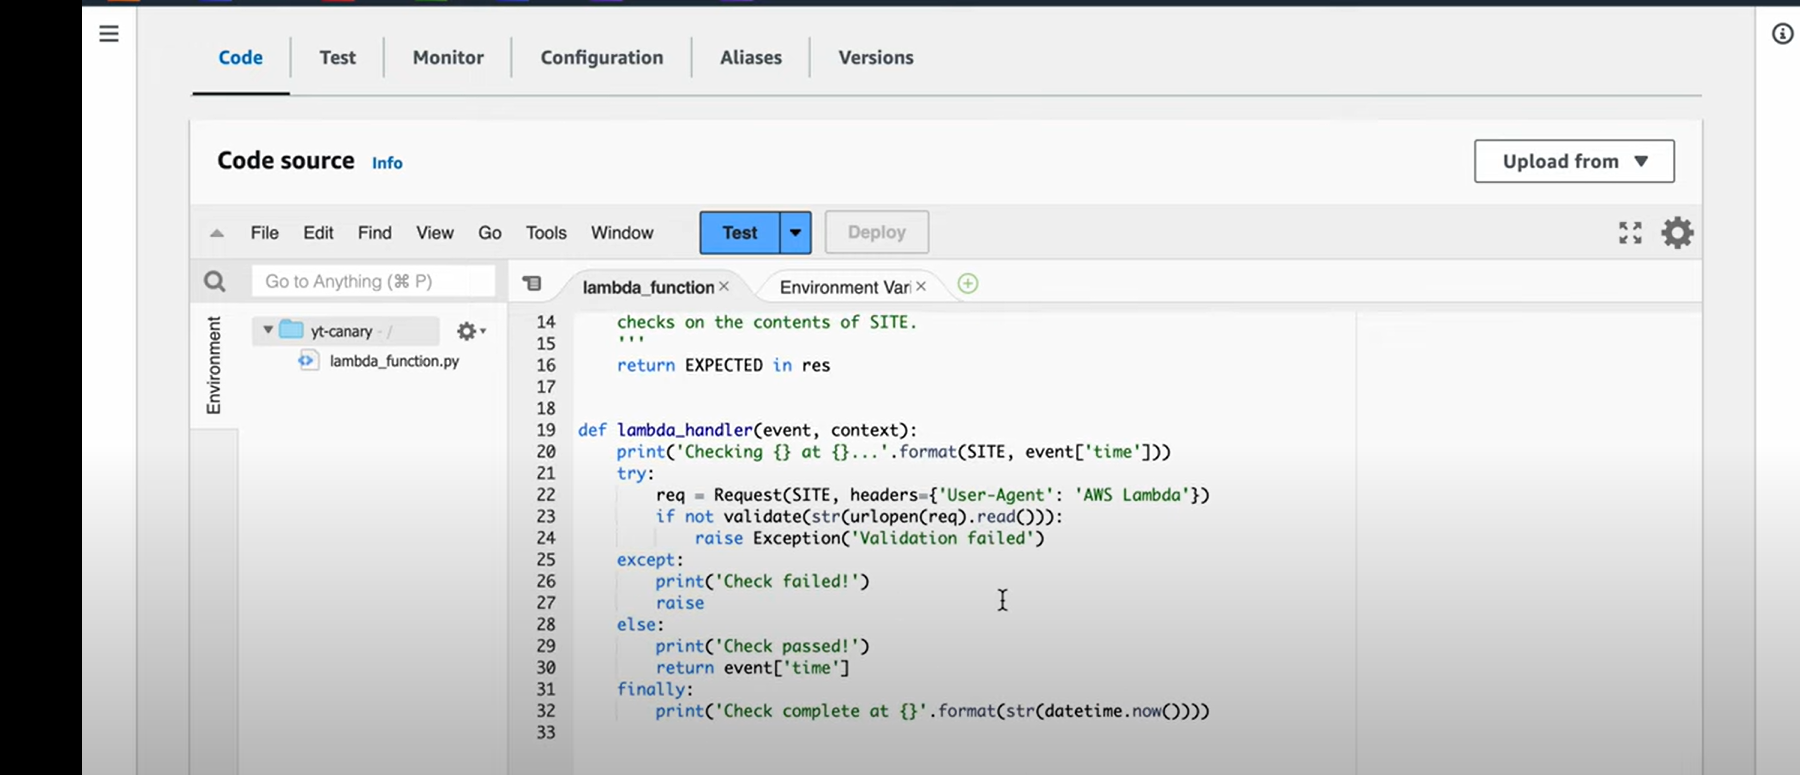 Code Test Monitor Configuration Aliases Versions
Code source Info Upload from
File Edit Find View Go Tools Window Test Deploy
Go to Anything (⌘ P) lambda_function × Environment Vari ×
Environment
yt-canary - /
lambda_function.py
14 checks on the contents of SITE.
15 '''
16 return EXPECTED in res
17
18
19 def lambda_handler(event, context):
20 print('Checking {} at {}...'.format(SITE, event['time']))
21 try:
22 req = Request(SITE, headers={'User-Agent': 'AWS Lambda'})
23 if not validate(str(urlopen(req).read())):
24 raise Exception('Validation failed')
25 except:
26 print('Check failed!')
27 raise
28 else:
29 print('Check passed!')
30 return event['time']
31 finally:
32 print('Check complete at {}'.format(str(datetime.now())))
33